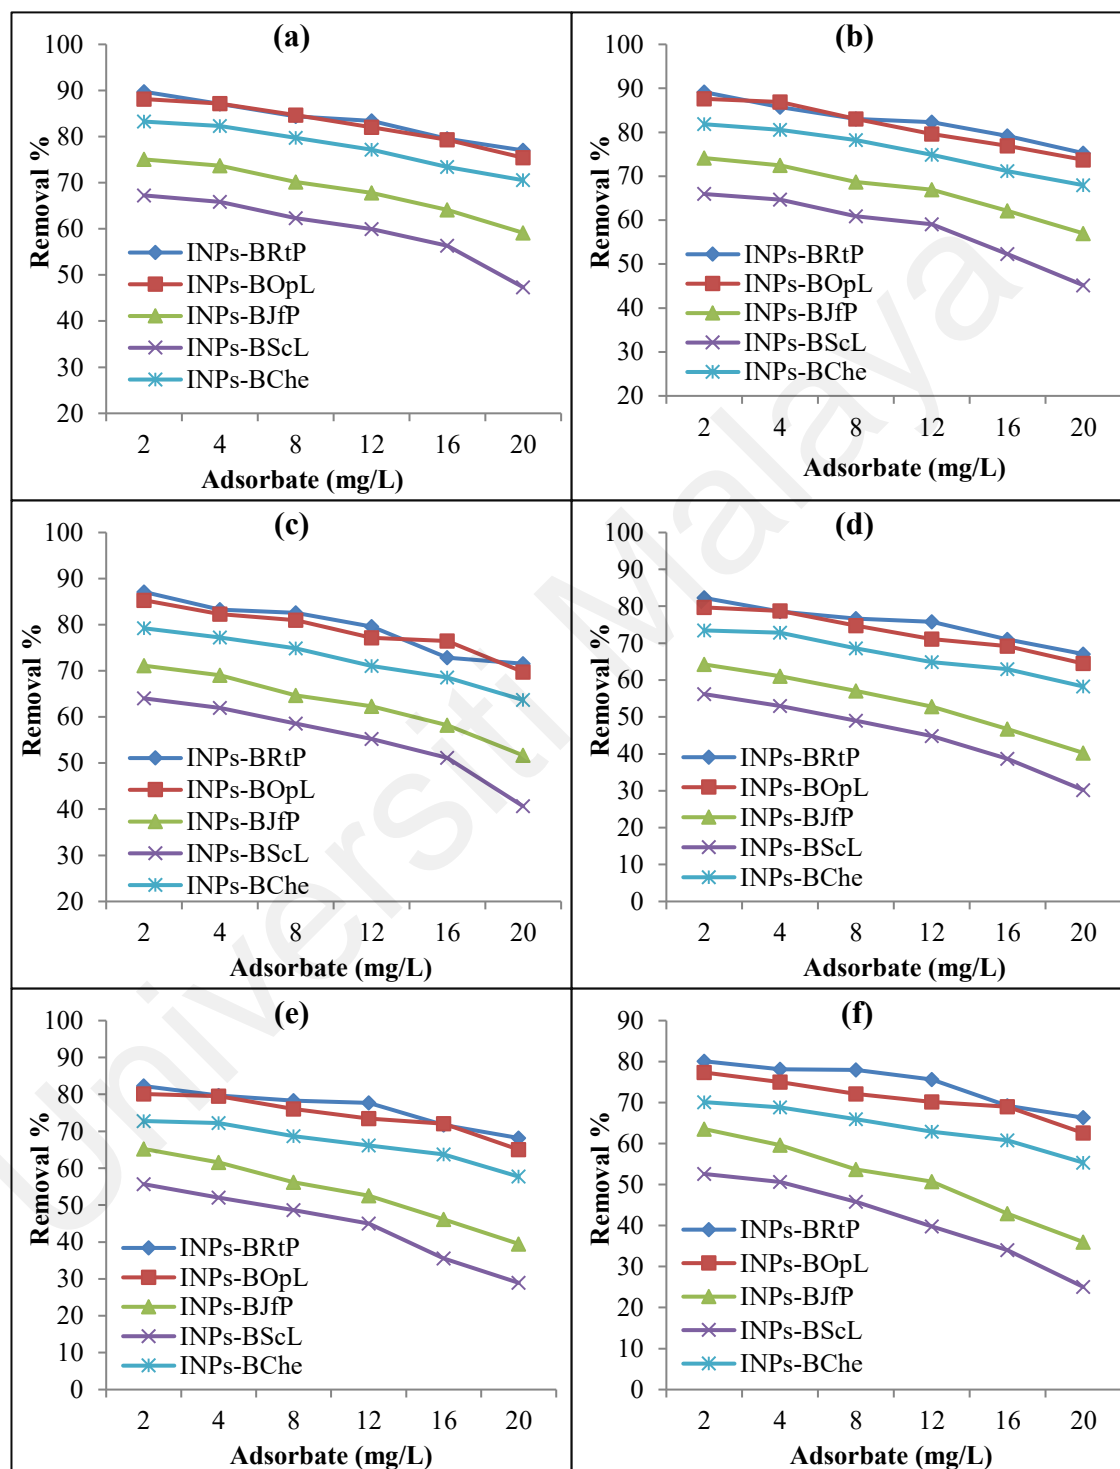 (a)
100
90
80
70
60
50
40
30
20
Removal %
INPs-BRtP
INPs-BOpL
INPs-BJfP
INPs-BScL
INPs-BChe
2 4 8 12 16 20
Adsorbate (mg/L)
(b)
100
90
80
70
60
50
40
30
20
Removal %
INPs-BRtP
INPs-BOpL
INPs-BJfP
INPs-BScL
INPs-BChe
2 4 8 12 16 20
Adsorbate (mg/L)
(c)
100
90
80
70
60
50
40
30
20
Removal %
INPs-BRtP
INPs-BOpL
INPs-BJfP
INPs-BScL
INPs-BChe
2 4 8 12 16 20
Adsorbate (mg/L)
(d)
100
90
80
70
60
50
40
30
20
10
0
Removal %
INPs-BRtP
INPs-BOpL
INPs-BJfP
INPs-BScL
INPs-BChe
2 4 8 12 16 20
Adsorbate (mg/L)
(e)
100
90
80
70
60
50
40
30
20
10
0
Removal %
INPs-BRtP
INPs-BOpL
INPs-BJfP
INPs-BScL
INPs-BChe
2 4 8 12 16 20
Adsorbate (mg/L)
(f)
90
80
70
60
50
40
30
20
10
0
Removal %
INPs-BRtP
INPs-BOpL
INPs-BJfP
INPs-BScL
INPs-BChe
2 4 8 12 16 20
Adsorbate (mg/L)
Universiti Malaya